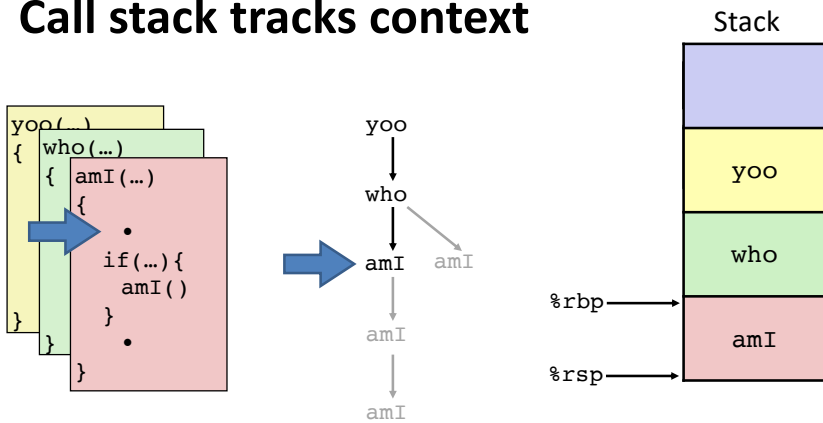 Call stack tracks context
yoo(…)
{
}
who(…)
{
}
amI(…)
{
•
if(…){
amI()
}
•
}
yoo
who
amI
amI
amI
amI
Stack
yoo
who
amI
%rbp
%rsp